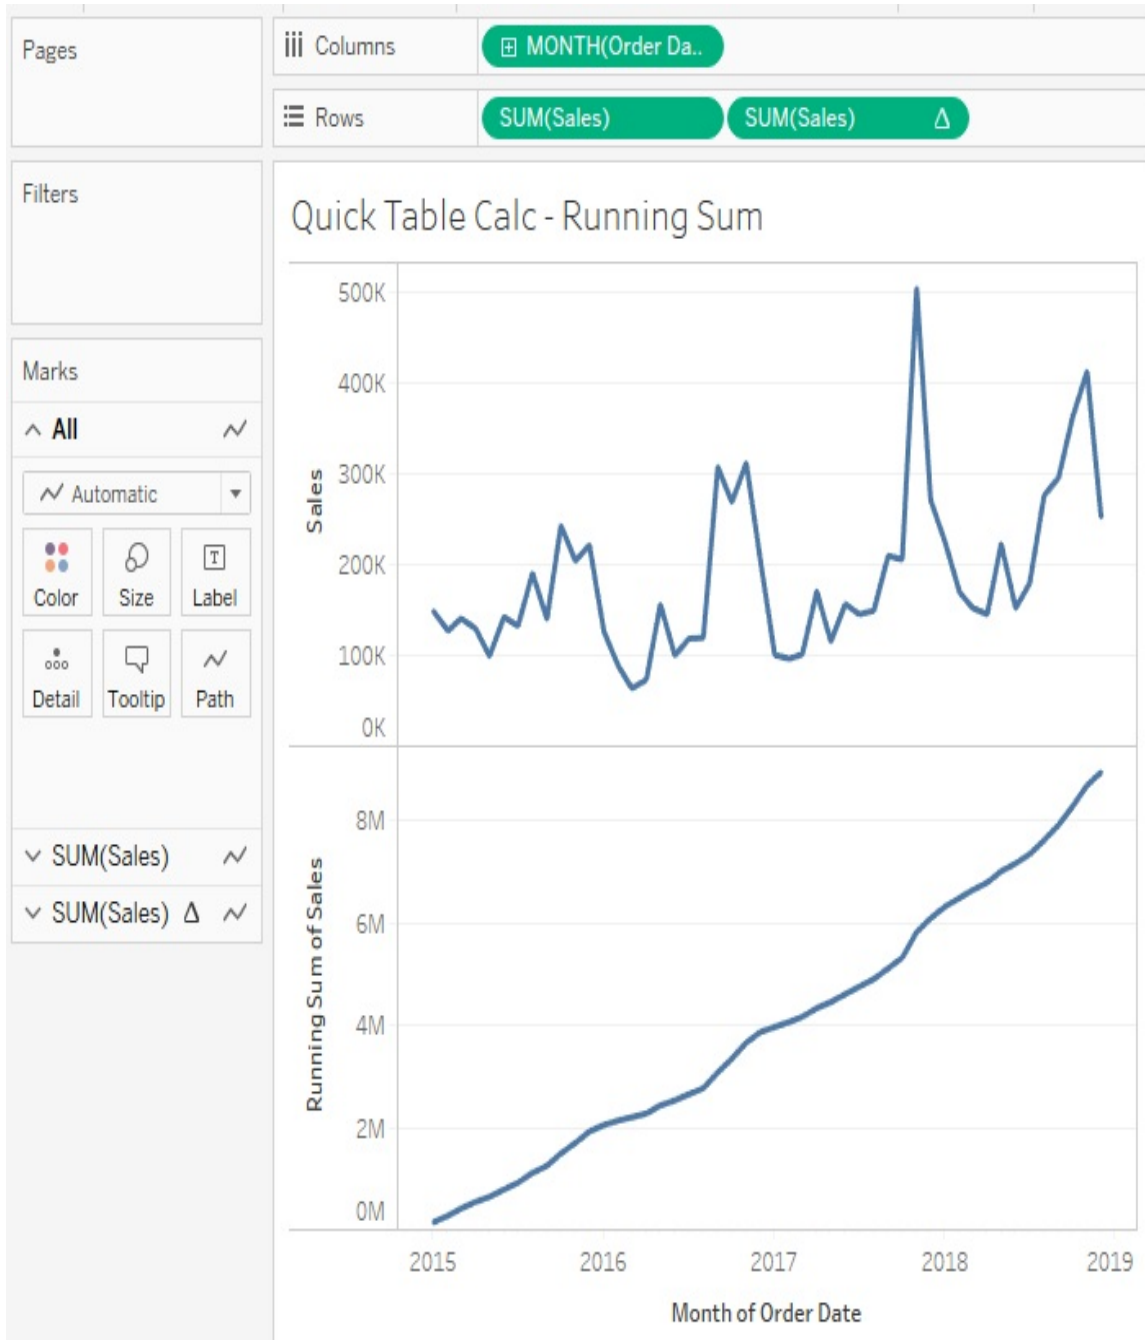 Pages
Columns
MONTH(Order Da..
Rows
SUM(Sales)
SUM(Sales) Δ
Filters
Marks
All
Automatic
Color
Size
T
Label
Detail
Tooltip
Path
SUM(Sales)
SUM(Sales) Δ
Quick Table Calc - Running Sum
500K
400K
300K
200K
100K
0K
Sales
8M
6M
4M
2M
0M
Running Sum of Sales
2015
2016
2017
2018
2019
Month of Order Date